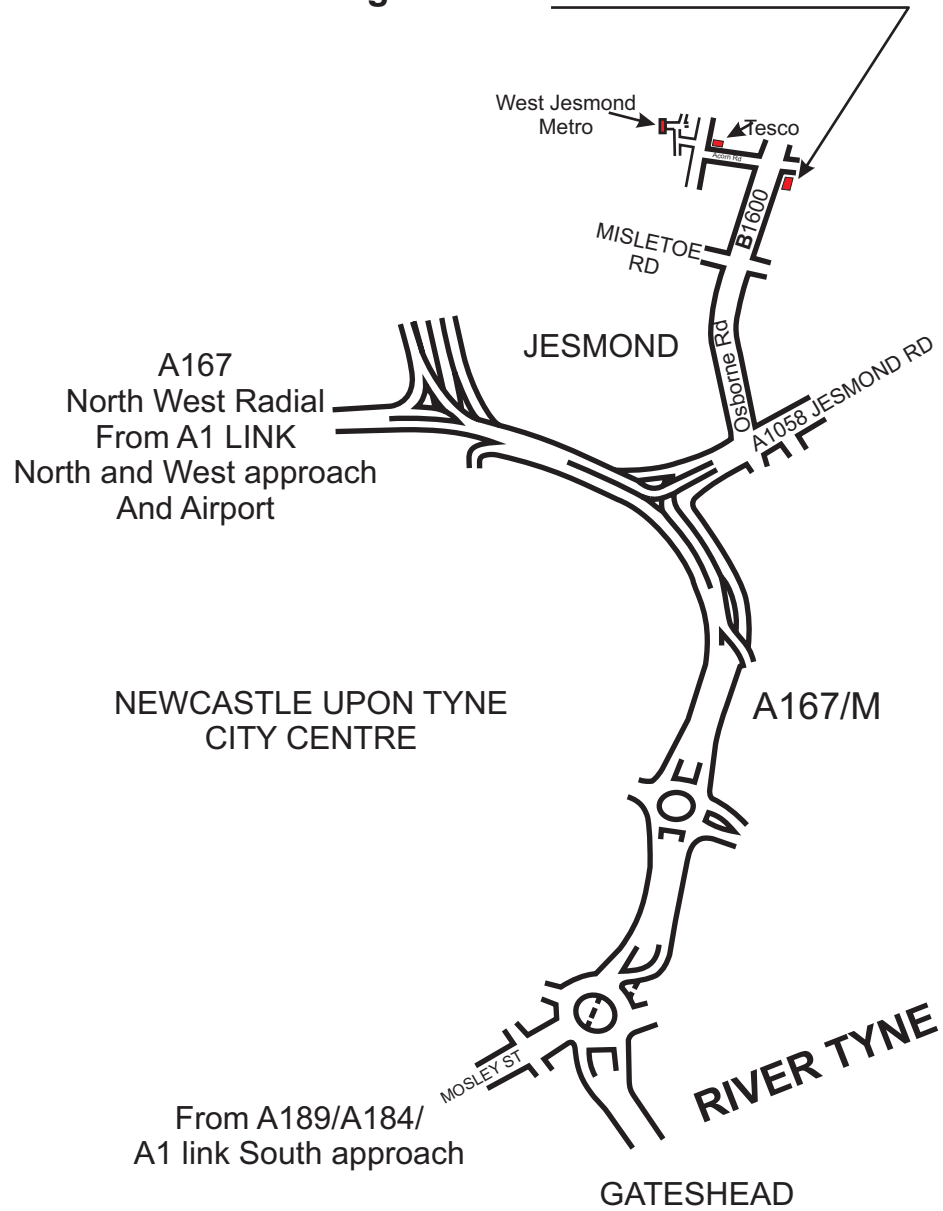 West Jesmond
Metro
Tesco
Acorn Rd
B1600
MISLETOE
RD
JESMOND
Osborne Rd
A1058 JESMOND RD
A167
North West Radial
From A1 LINK
North and West approach
And Airport
NEWCASTLE UPON TYNE
CITY CENTRE
A167/M
MOSLEY ST
RIVER TYNE
From A189/A184/
A1 link South approach
GATESHEAD